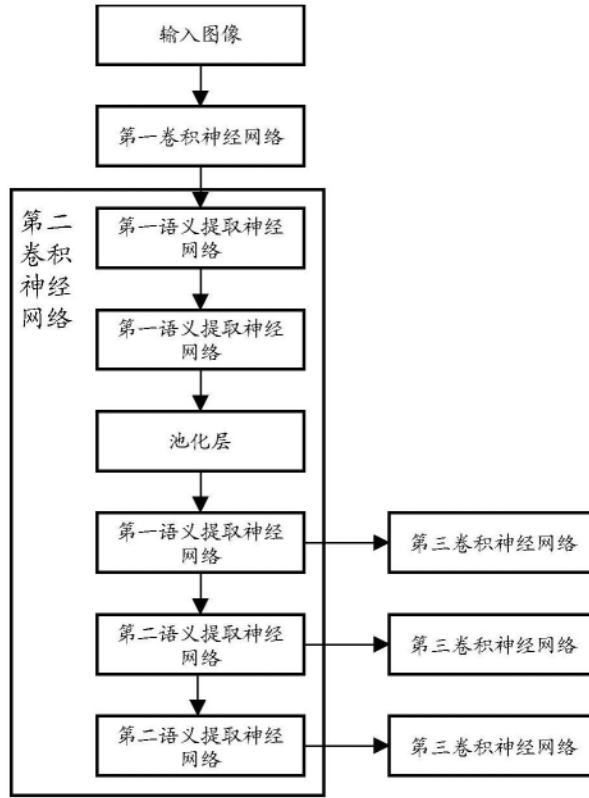 输入图像
第一卷积神经网络
第二
卷积
神经
网络
第一语义提取神经
网络
第一语义提取神经
网络
池化层
第一语义提取神经
网络
第三卷积神经网络
第二语义提取神经
网络
第三卷积神经网络
第二语义提取神经
网络
第三卷积神经网络